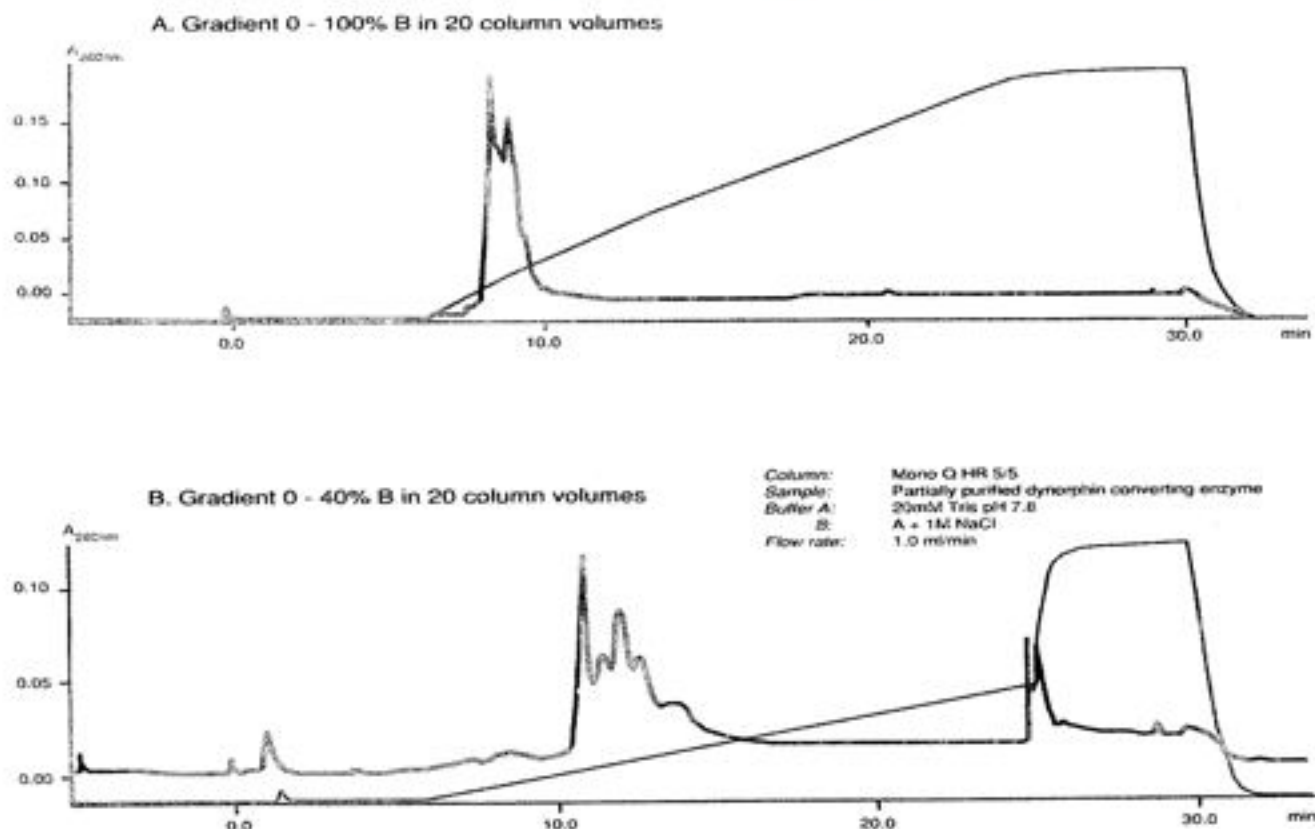 A. Gradient 0 - 100% B in 20 column volumes
0.15
0.10
0.05
0.00
0.0 10.0 20.0 30.0 min
B. Gradient 0 - 40% B in 20 column volumes
Column: Mono Q HR 5/5
Sample: Partially purified dynorphin converting enzyme
Buffer A: 20mM Tris pH
B: A + 1M NaCl
Flow rate: 1.0 ml/min
A280nm
0.10
0.05
0.00
0.0 10.0 20.0 30.0 min